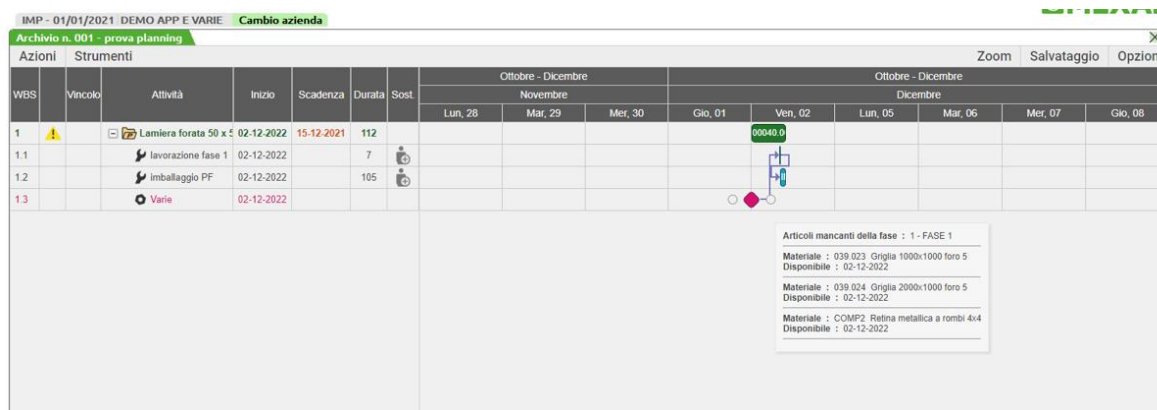 IMP - 01/01/2021 DEMO APP E VARIE Cambio azienda
Archivio n. 001 - prova planning
Azioni Strumenti Zoom Salvataggio Opzion
Ottobre - Dicembre Ottobre - Dicembre
WBS Vincolo Attività Inizio Scadenza Durata Sost. Novembre Dicembre
Lun, 28 Mar, 29 Mer, 30 Gio, 01 Ven, 02 Lun, 05 Mar, 06 Mer, 07 Gio, 08
1 Lamiera forata 50 x 5 02-12-2022 15-12-2021 112 00040.0
1.1 lavorazione fase 1 02-12-2022 7
1.2 imballaggio PF 02-12-2022 105
1.3 Varie 02-12-2022
Articoli mancanti della fase : 1 - FASE 1
Materiale : 039.023 Griglia 1000x1000 foro 5
Disponibile : 02-12-2022
Materiale : 039.024 Griglia 2000x1000 foro 5
Disponibile : 02-12-2022
Materiale : COMP2 Retina metallica a rombi 4x4
Disponibile : 02-12-2022